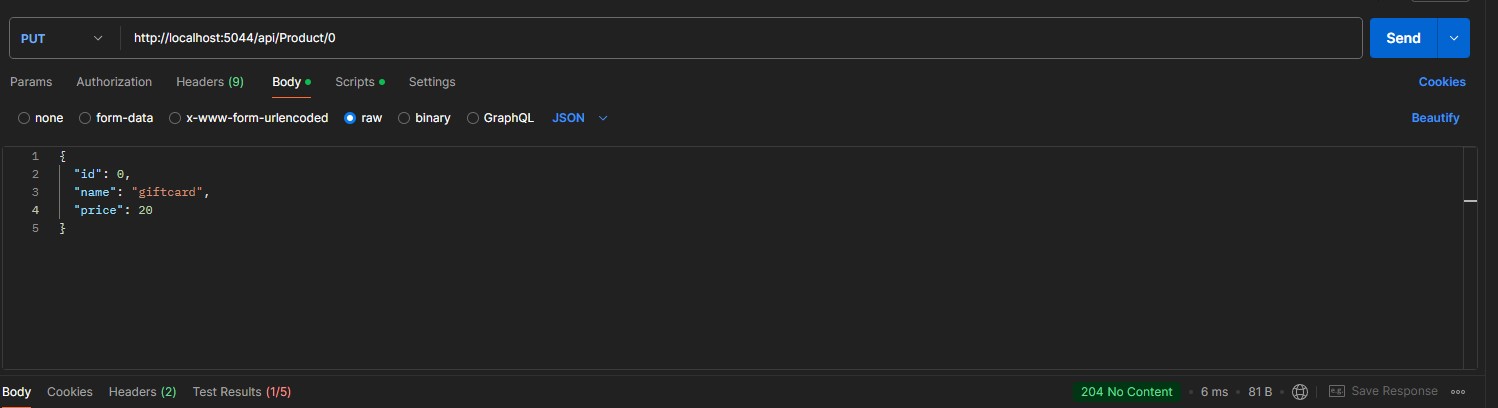 PUT http://localhost:5044/api/Product/0 Send
Params Authorization Headers (9) Body Scripts Settings Cookies
none form-data x-www-form-urlencoded raw binary GraphQL JSON Beautify
1 {
2 "id": 0,
3 "name": "giftcard",
4 "price": 20
5 }
Body Cookies Headers (2) Test Results (1/5) 204 No Content 6 ms 81 B e.g. Save Response